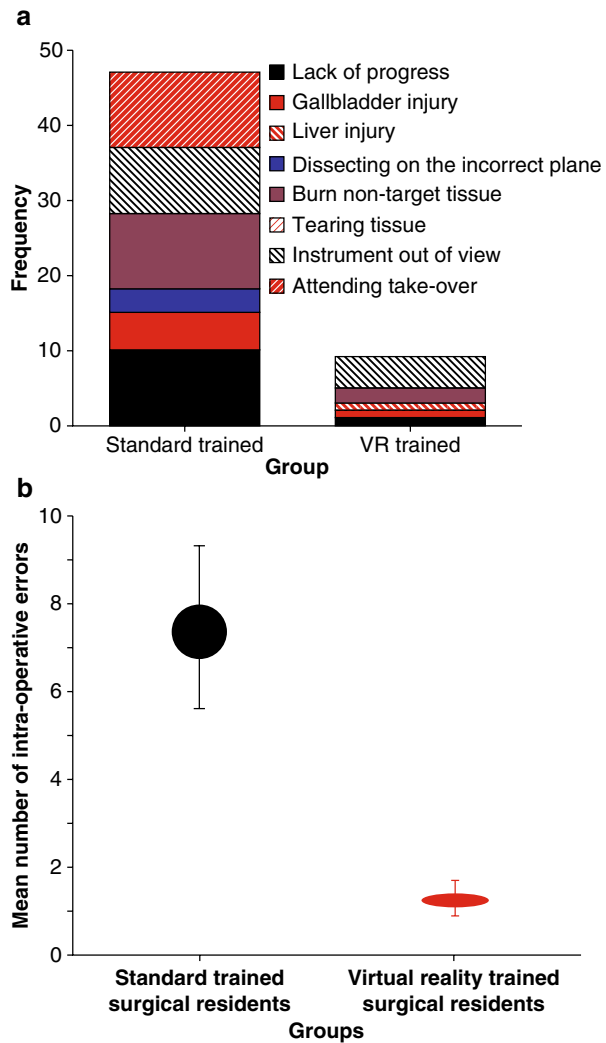 a
50
40
30
20
10
0
Frequency
Lack of progress
Gallbladder injury
Liver injury
Dissecting on the incorrect plane
Burn non-target tissue
Tearing tissue
Instrument out of view
Attending take-over
Standard trained
VR trained
Group
b
10
8
6
4
2
0
Mean number of intra-operative errors
Standard trained
surgical residents
Virtual reality trained
surgical residents
Groups